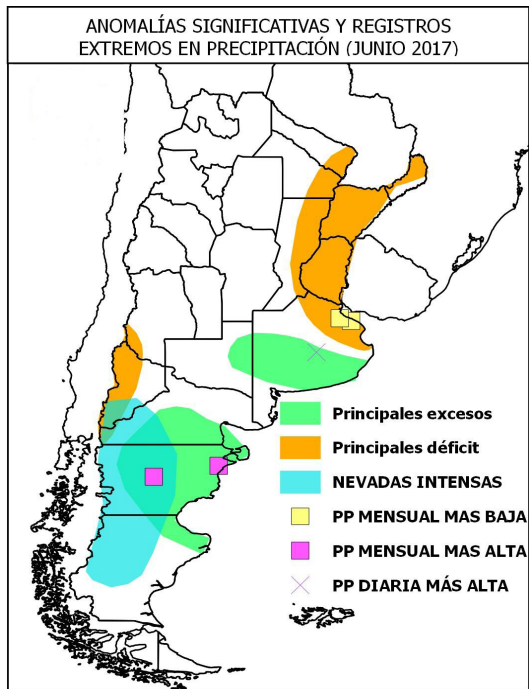 ANOMALÍAS SIGNIFICATIVAS Y REGISTROS
EXTREMOS EN PRECIPITACIÓN (JUNIO 2017)
Principales excesos
Principales déficit
NEVADAS INTENSAS
PP MENSUAL MAS BAJA
PP MENSUAL MAS ALTA
PP DIARIA MÁS ALTA